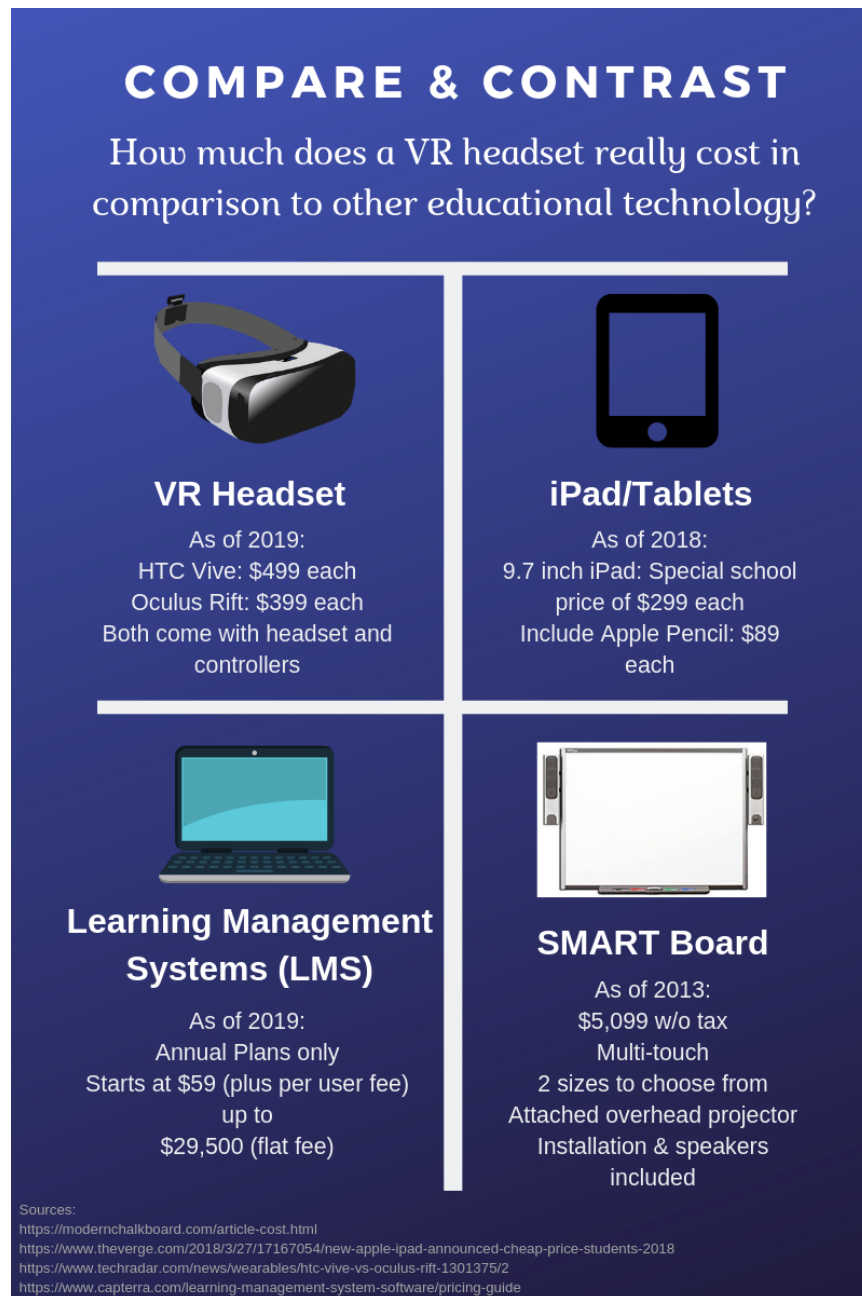 COMPARE & CONTRAST
How much does a VR headset really cost in
comparison to other educational technology?
VR Headset
As of 2019:
HTC Vive: $499 each
Oculus Rift: $399 each
Both come with headset and
controllers
iPad/Tablets
As of 2018:
9.7 inch iPad: Special school
price of $299 each
Include Apple Pencil: $89
each
Learning Management
Systems (LMS)
As of 2019:
Annual Plans only
Starts at $59 (plus per user fee)
up to
$29,500 (flat fee)
SMART Board
As of 2013:
$5,099 w/o tax
Multi-touch
2 sizes to choose from
Attached overhead projector
Installation & speakers
included
Sources:
https://modernchalkboard.com/article-cost.html
https://www.theverge.com/2018/3/27/17167054/new-apple-ipad-announced-cheap-price-students-2018
https://www.techradar.com/news/wearables/htc-vive-vs-oculus-rift-1301375/2
https://www.capterra.com/learning-management-system-software/pricing-guide